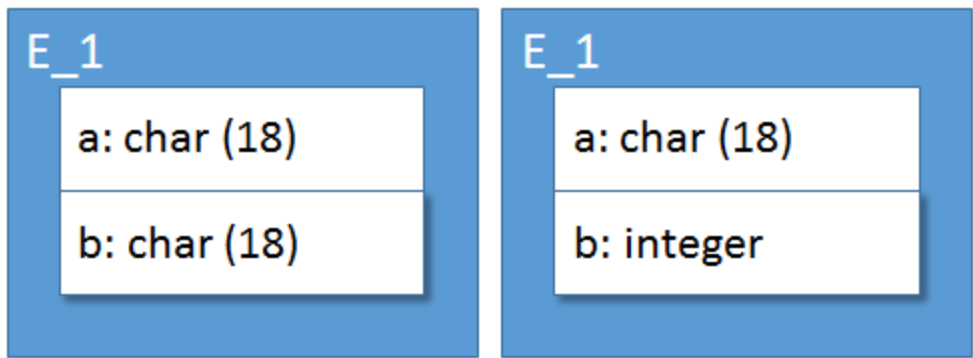 E_1
a: char (18)
b: char (18)
E_1
a: char (18)
b: integer